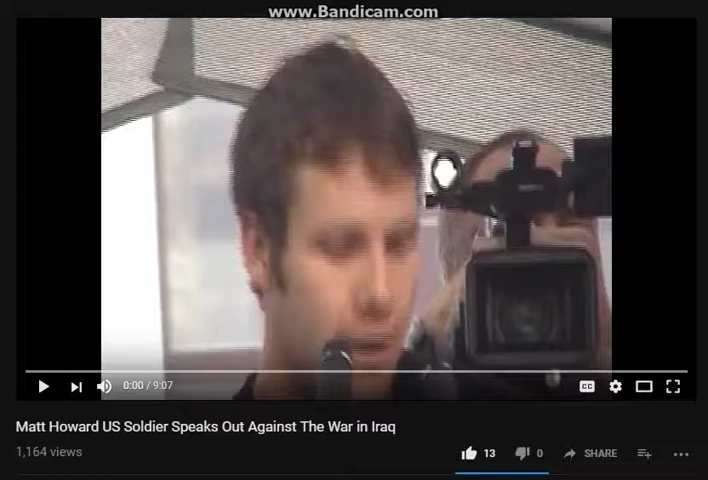 www.Bandicam.com
0:00 / 9:07
CC
Matt Howard US Soldier Speaks Out Against The War in Iraq
1,164 views
13
0
SHARE